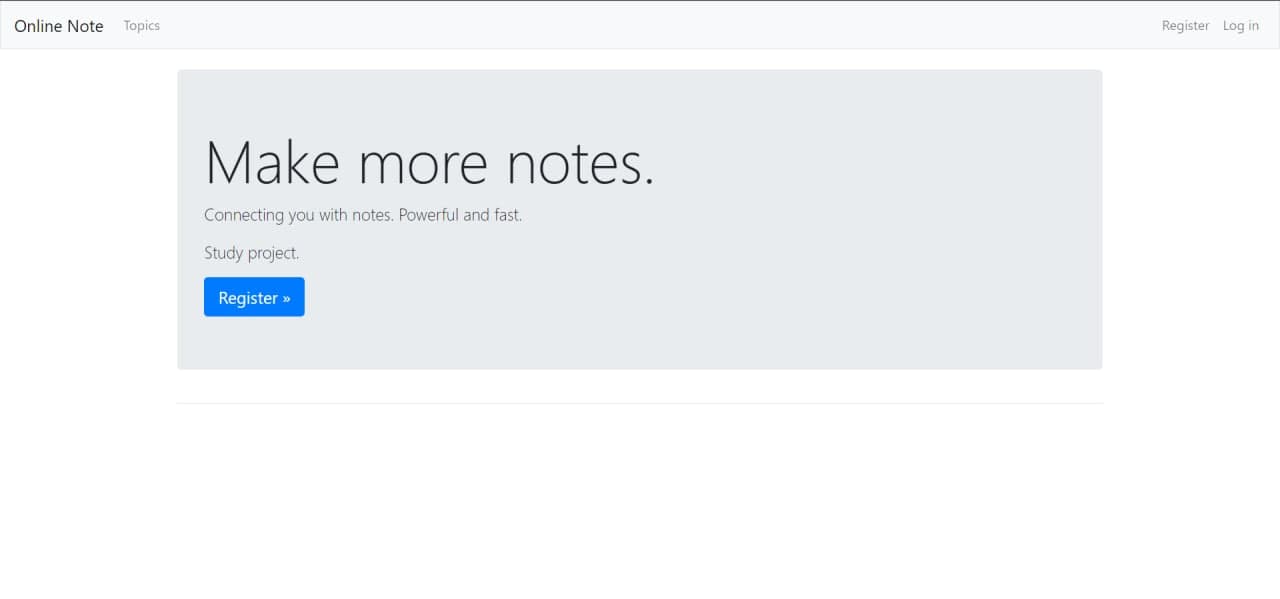 Online Note Topics Register Log in
Make more notes.
Connecting you with notes. Powerful and fast.
Study project.
Register »